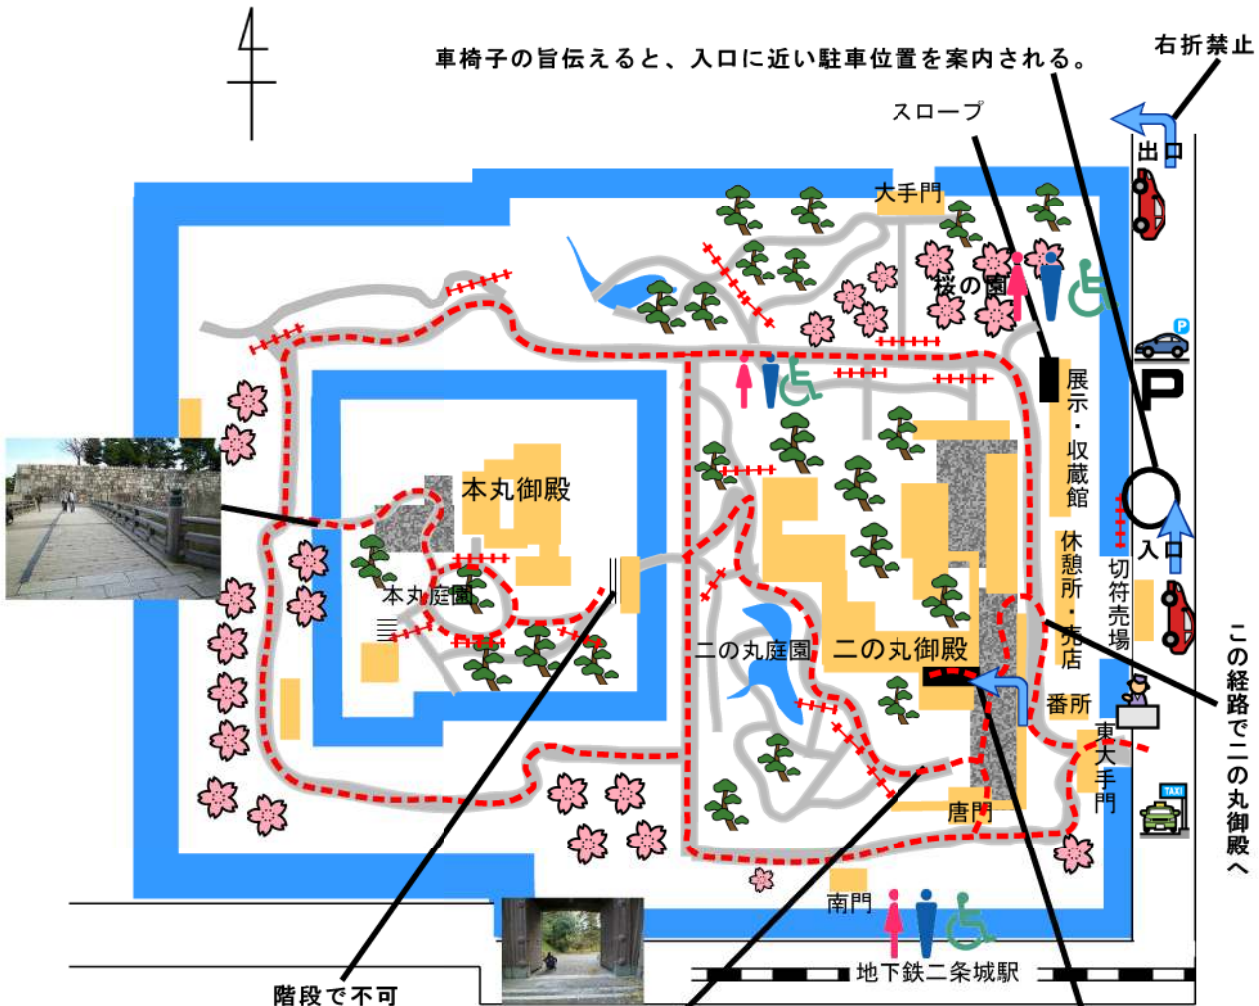 右折禁止
車椅子の旨伝えると、入口に近い駐車位置を案内される。
スロープ
出口
大手門
桜の園
P
P
展示・収蔵館
本丸御殿
入口
休憩所・売店
切符売場
本丸庭園
二の丸庭園
二の丸御殿
この経路で二の丸御殿へ
番所
東大手門
TAXI
唐門
南門
地下鉄二条城駅
階段で不可